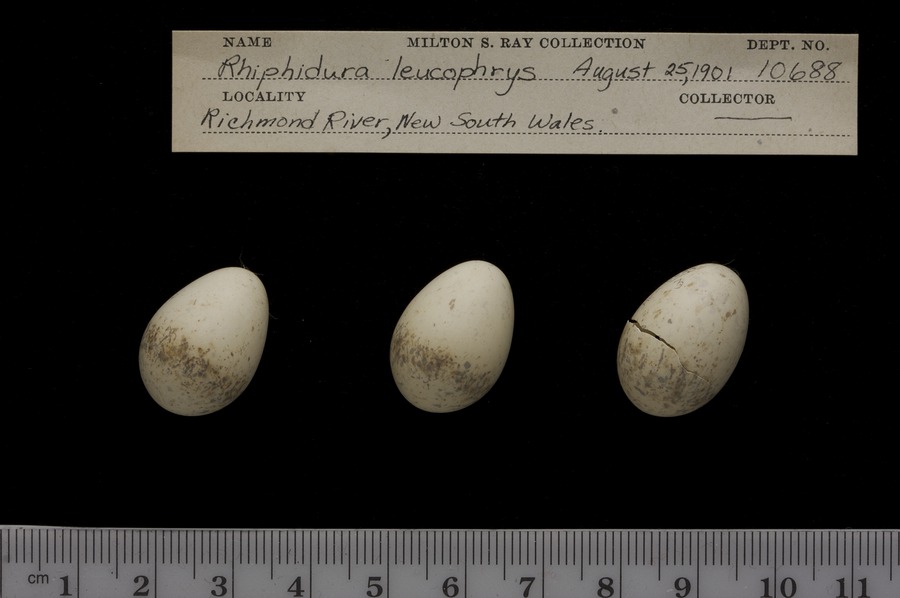 NAME MILTON S. RAY COLLECTION DEPT. NO.
Rhiphidura leucophrys August 25, 1901 10688
LOCALITY COLLECTOR
Richmond River, New South Wales.
cm 1 2 3 4 5 6 7 8 9 10 11